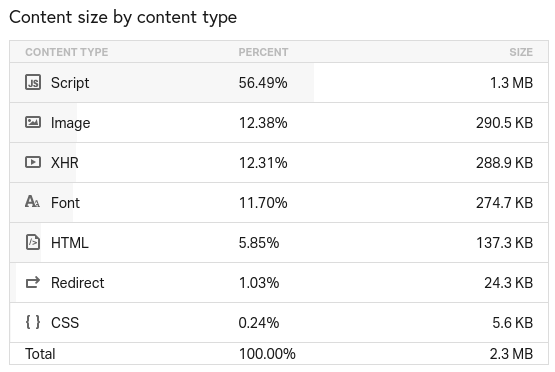 Content size by content type
CONTENT TYPE PERCENT SIZE
JS Script 56.49% 1.3 MB
Image 12.38% 290.5 KB
XHR 12.31% 288.9 KB
AA Font 11.70% 274.7 KB
</> HTML 5.85% 137.3 KB
Redirect 1.03% 24.3 KB
{ } CSS 0.24% 5.6 KB
Total 100.00% 2.3 MB